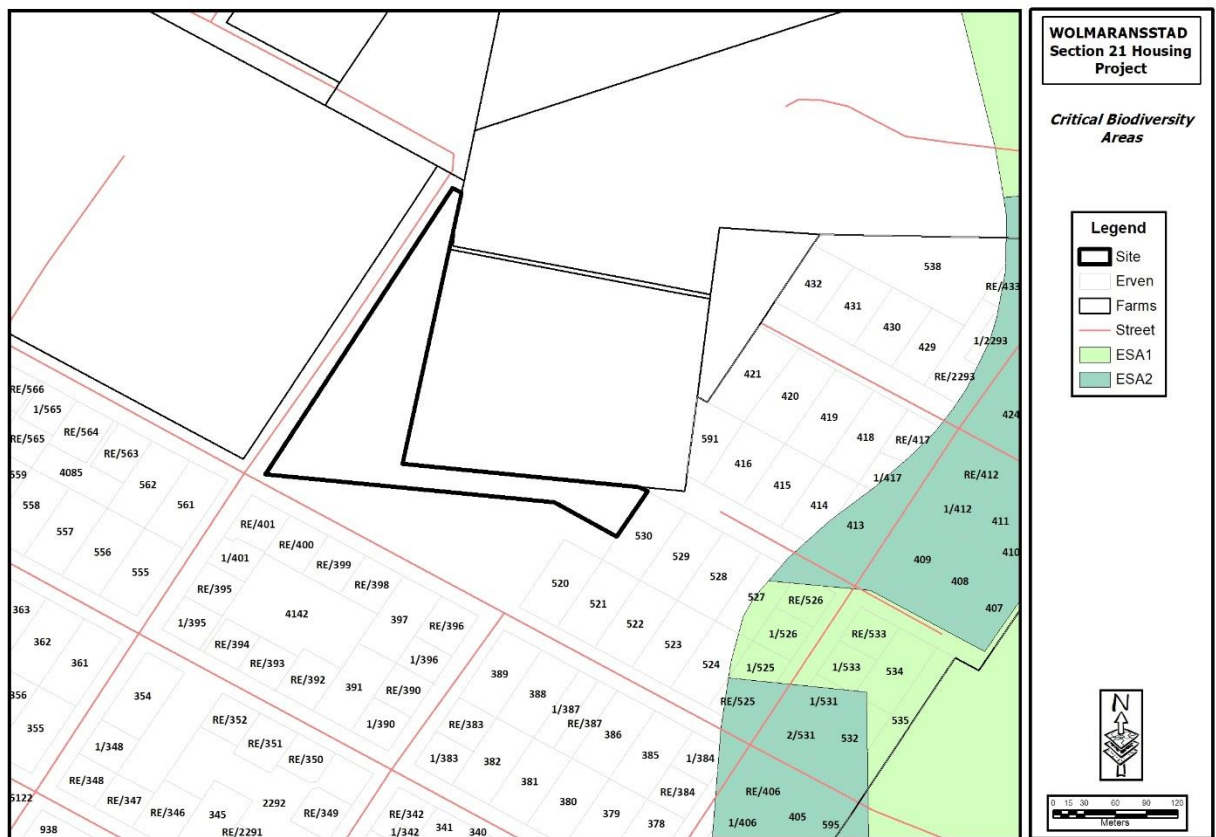 WOLMARANSSTAD
Section 21 Housing
Project
Critical Biodiversity
Areas
Legend
Site
Erven
Farms
Street
ESA1
ESA2
N
0 15 30 60 90 120
Meters
538
432
RE/433
431
430
429
1/2293
RE/2293
421
420
424
419
418
RE/417
591
416
1/417
RE/412
415
414
413
1/412
411
410
409
408
407
RE/566
1/565
RE/565
RE/564
RE/563
559
4085
562
561
558
557
556
555
530
529
528
520
521
522
523
524
527
RE/526
1/526
1/525
RE/533
1/533
534
535
RE/401
1/401
RE/400
RE/399
RE/398
RE/395
1/395
4142
397
RE/396
1/396
RE/394
RE/393
RE/392
391
RE/390
1/390
363
362
361
356
355
354
389
388
1/387
RE/387
386
385
1/384
RE/384
RE/383
1/383
382
381
380
379
378
RE/525
1/531
2/531
532
RE/406
1/406
405
595
RE/352
RE/351
RE/350
1/348
RE/348
RE/347
RE/346
345
2292
RE/349
RE/2291
RE/342
1/342
341
340
5122
938